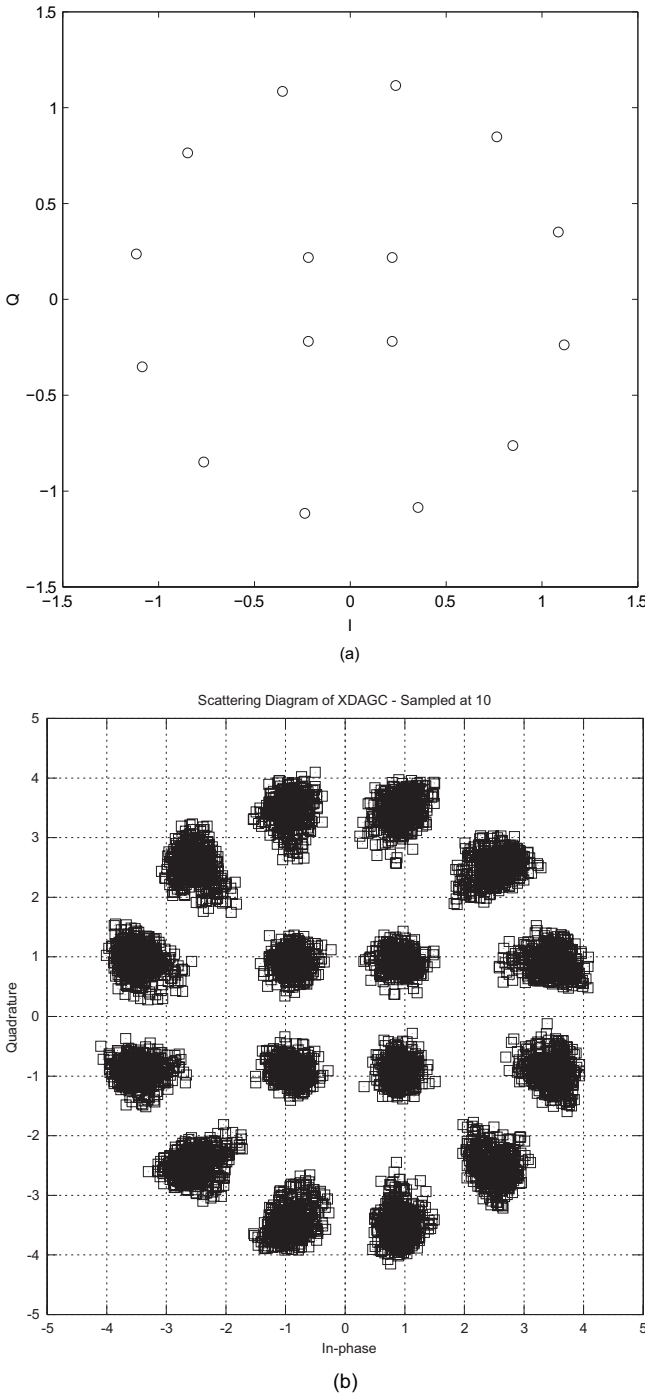 1.5
1
0.5
0
−0.5
−1
−1.5
Q
−1.5 −1 −0.5 0 0.5 1 1.5
I
(a)
Scattering Diagram of XDAGC - Sampled at 10
5
4
3
2
1
0
-1
-2
-3
-4
-5
Quadrature
-5 -4 -3 -2 -1 0 1 2 3 4 5
In-phase
(b)